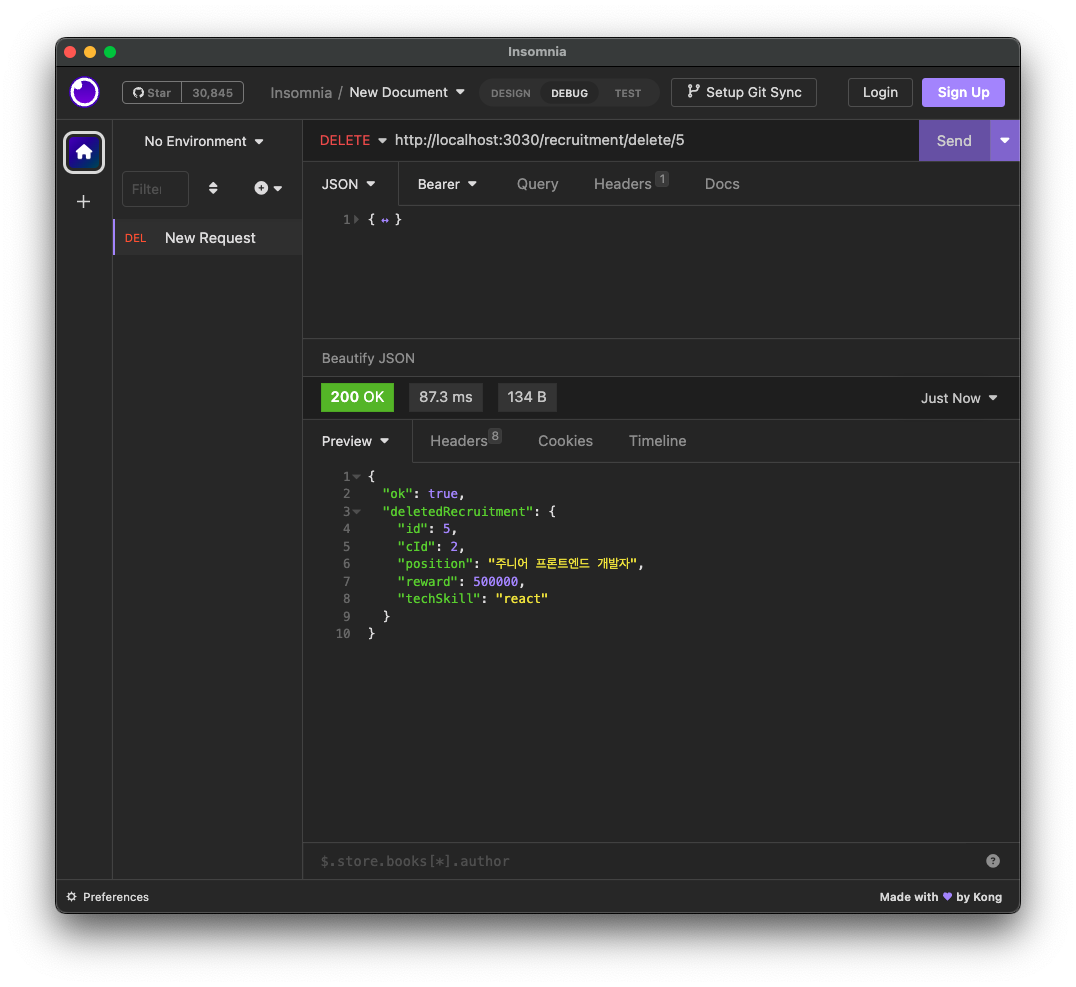 Insomnia
Star 30,845 Insomnia / New Document DESIGN DEBUG TEST Setup Git Sync Login Sign Up
No Environment
DELETE http://localhost:3030/recruitment/delete/5 Send
Filter
JSON Bearer Query Headers 1 Docs
1 { ↔ }
DEL New Request
Beautify JSON
200 OK 87.3 ms 134 B Just Now
Preview Headers 8 Cookies Timeline
1 {
2 "ok": true,
3 "deletedRecruitment": {
4 "id": 5,
5 "cId": 2,
6 "position": "주니어 프론트엔드 개발자",
7 "reward": 500000,
8 "techSkill": "react"
9 }
10 }
$.store.books[*].author ?
Preferences Made with ♥ by Kong